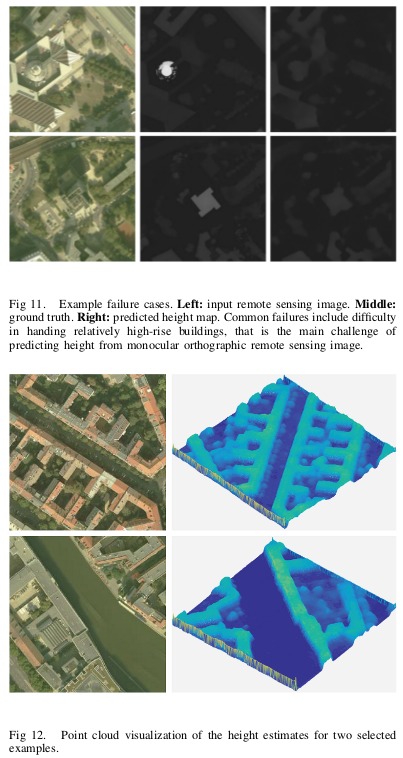 Fig 11. Example failure cases. Left: input remote sensing image. Middle:
ground truth. Right: predicted height map. Common failures include difficulty
in handing relatively high-rise buildings, that is the main challenge of
predicting height from monocular orthographic remote sensing image.
Fig 12. Point cloud visualization of the height estimates for two selected
examples.